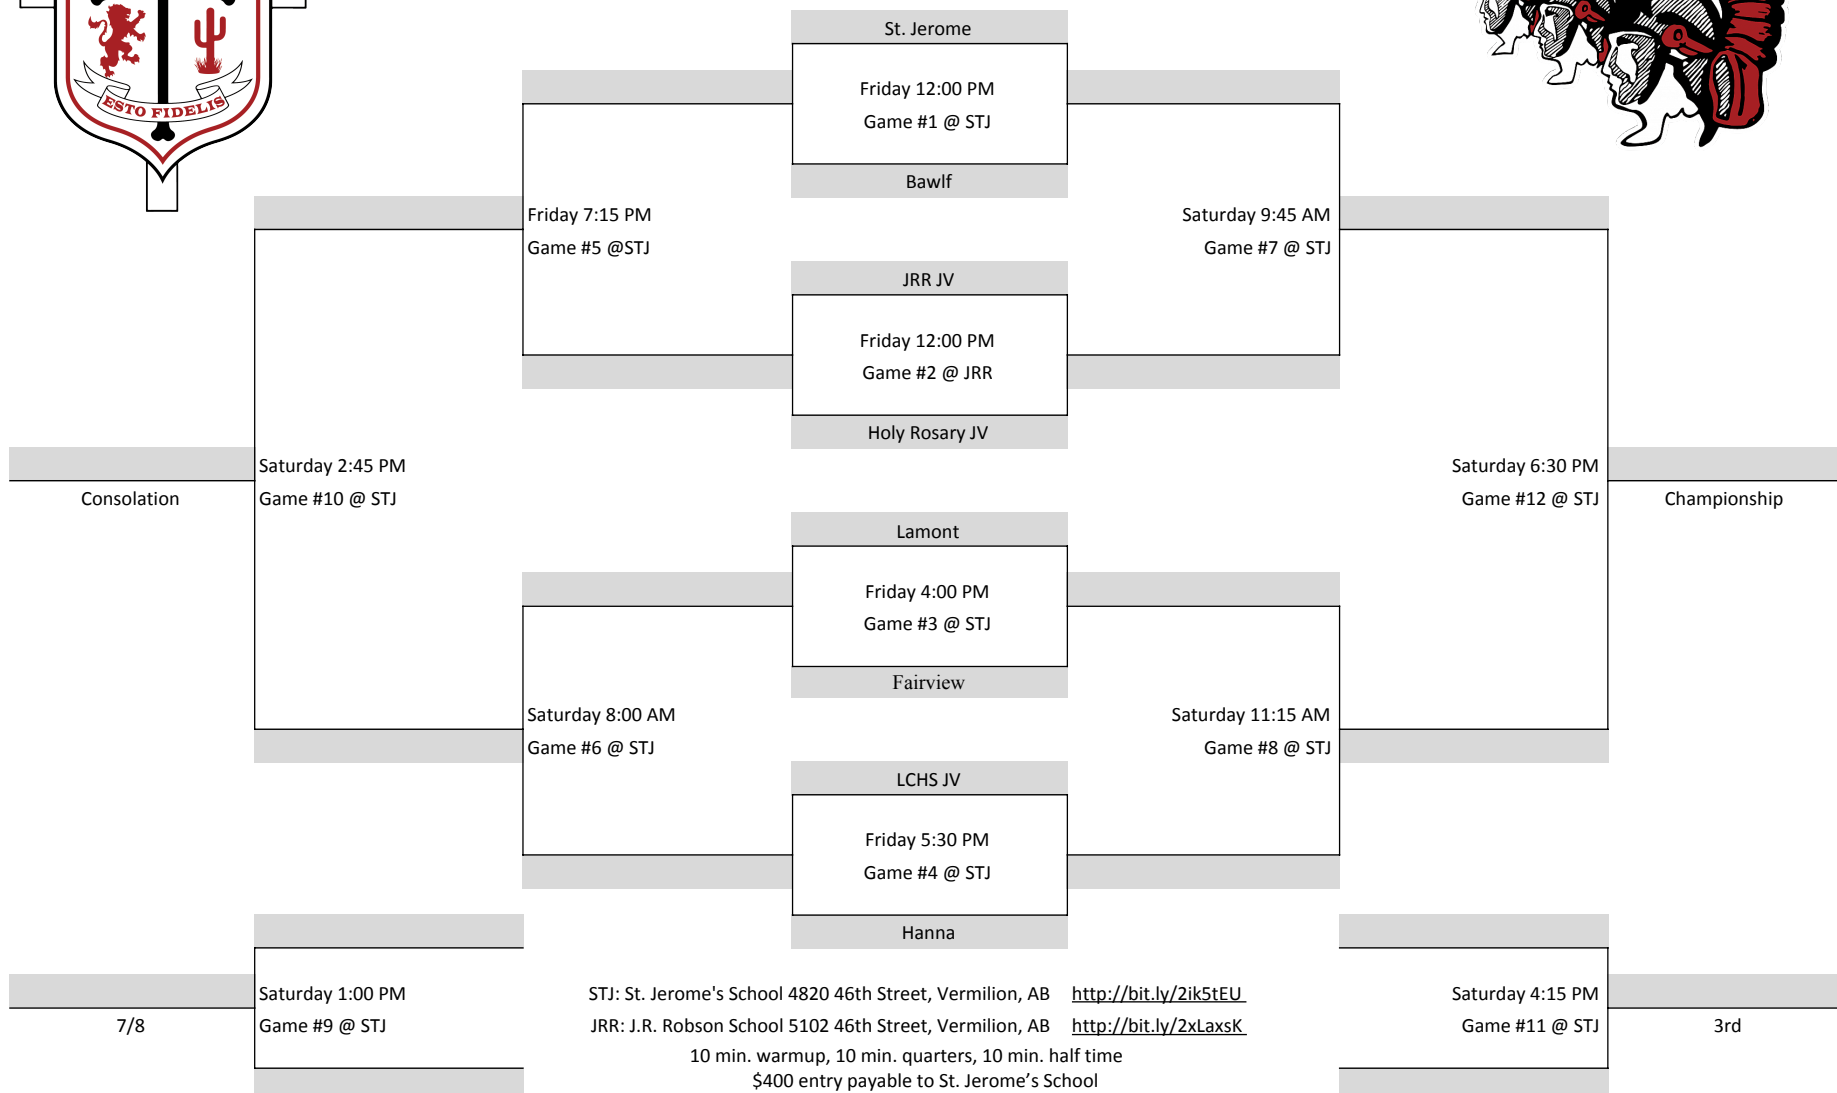 St. Jerome
ESTO FIDELIS
Friday 12:00 PM
Game #1 @ STJ
Bawlf
Friday 7:15 PM
Game #5 @STJ
Saturday 9:45 AM
Game #7 @ STJ
JRR JV
Friday 12:00 PM
Game #2 @ JRR
Holy Rosary JV
Saturday 2:45 PM
Game #10 @ STJ
Consolation
Saturday 6:30 PM
Game #12 @ STJ
Championship
Lamont
Friday 4:00 PM
Game #3 @ STJ
Fairview
Saturday 8:00 AM
Game #6 @ STJ
Saturday 11:15 AM
Game #8 @ STJ
LCHS JV
Friday 5:30 PM
Game #4 @ STJ
Hanna
Saturday 1:00 PM
Game #9 @ STJ
7/8
STJ: St. Jerome's School 4820 46th Street, Vermilion, AB http://bit.ly/2ik5tEU
JRR: J.R. Robson School 5102 46th Street, Vermilion, AB http://bit.ly/2xLaxsK
10 min. warmup, 10 min. quarters, 10 min. half time
$400 entry payable to St. Jerome’s School
Saturday 4:15 PM
Game #11 @ STJ
3rd